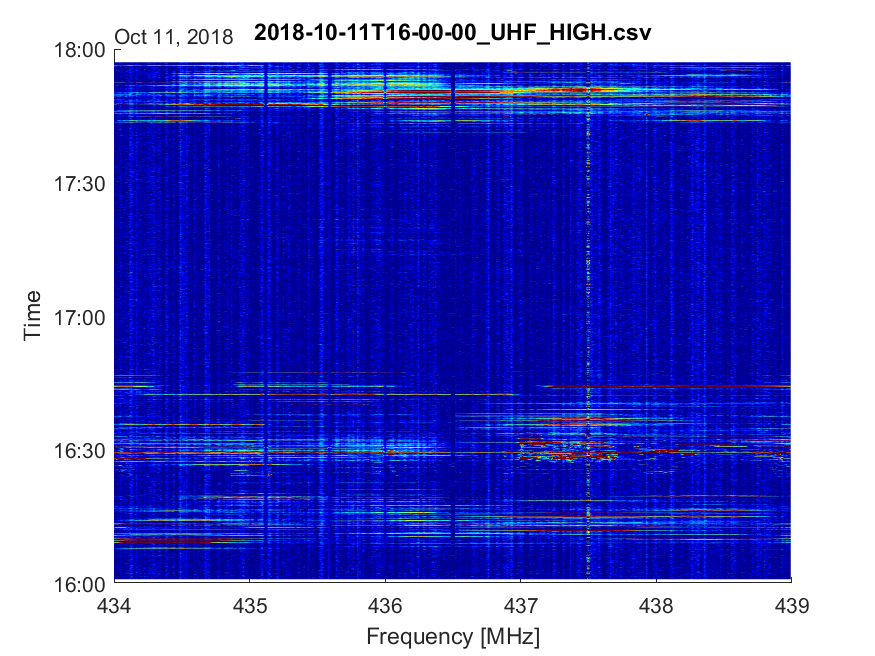 Oct 11, 2018
2018-10-11T16-00-00_UHF_HIGH.csv
18:00
17:30
17:00
16:30
16:00
Time
434
435
436
437
438
439
Frequency [MHz]